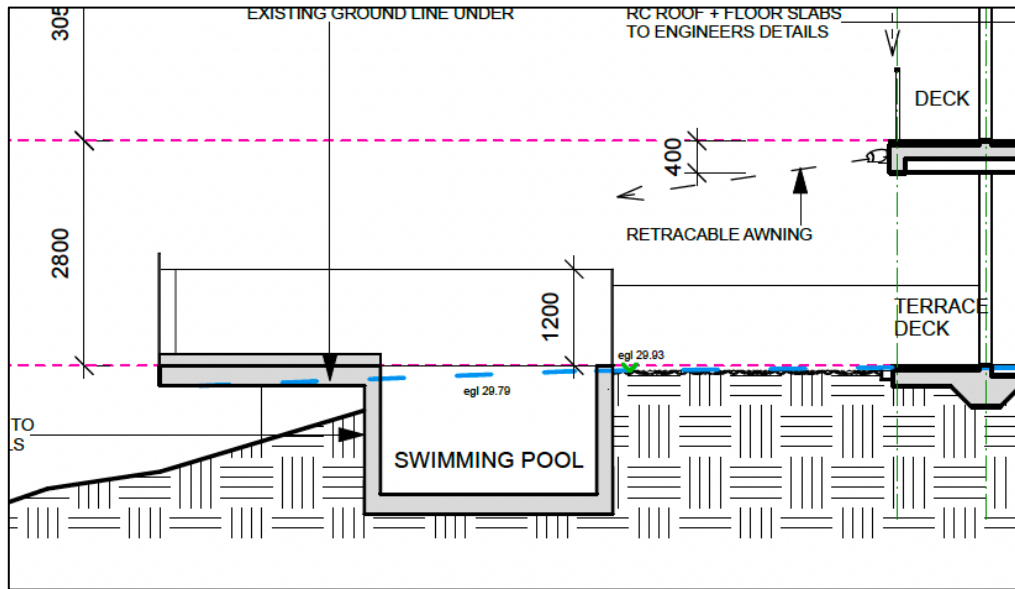 EXISTING GROUND LINE UNDER
RC ROOF + FLOOR SLABS
TO ENGINEERS DETAILS
305
DECK
400
RETRACABLE AWNING
2800
1200
TERRACE
DECK
egl 29.93
egl 29.79
TO
LS
SWIMMING POOL